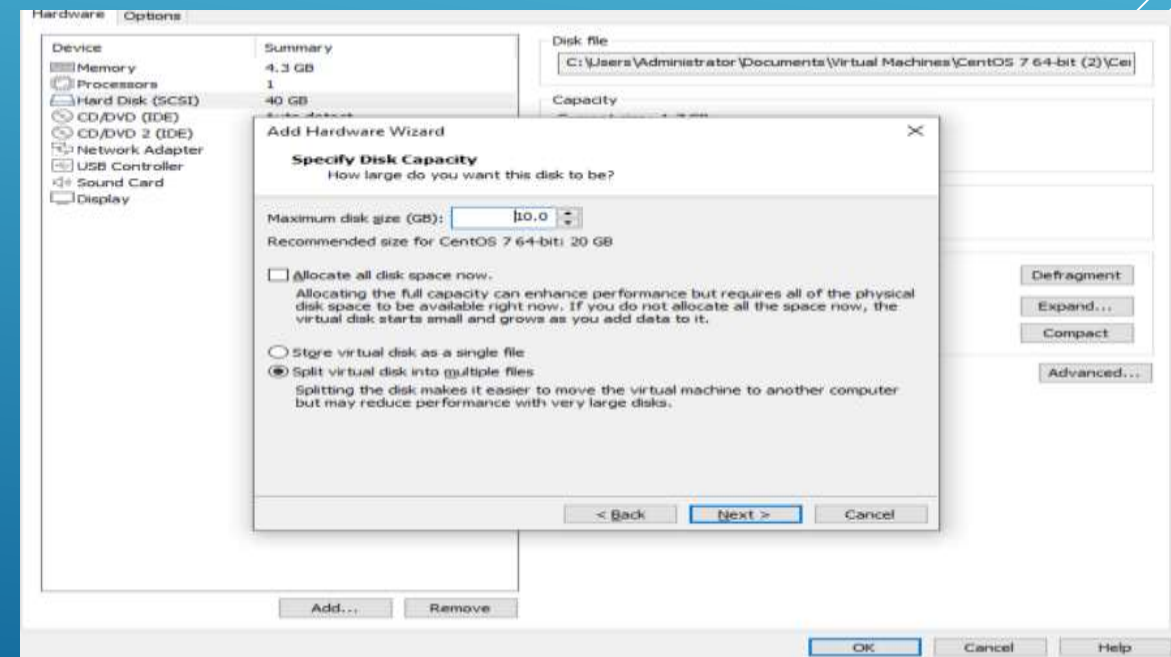 Hardware Options
Device Summary
Memory 4.3 GB
Processors 1
Hard Disk (SCSI) 40 GB
CD/DVD (IDE)
CD/DVD 2 (IDE)
Network Adapter
USB Controller
Sound Card
Display
Disk file
C:\Users\Administrator\Documents\Virtual Machines\CentOS 7 64-bit (2)\Cei
Capacity
Add Hardware Wizard
Specify Disk Capacity
How large do you want this disk to be?
Maximum disk size (GB): 10.0
Recommended size for CentOS 7 64-bit: 20 GB
Allocate all disk space now.
Allocating the full capacity can enhance performance but requires all of the physical
disk space to be available right now. If you do not allocate all the space now, the
virtual disk starts small and grows as you add data to it.
Store virtual disk as a single file
Split virtual disk into multiple files
Splitting the disk makes it easier to move the virtual machine to another computer
but may reduce performance with very large disks.
< Back Next > Cancel
Defragment
Expand...
Compact
Advanced...
Add... Remove
OK Cancel Help